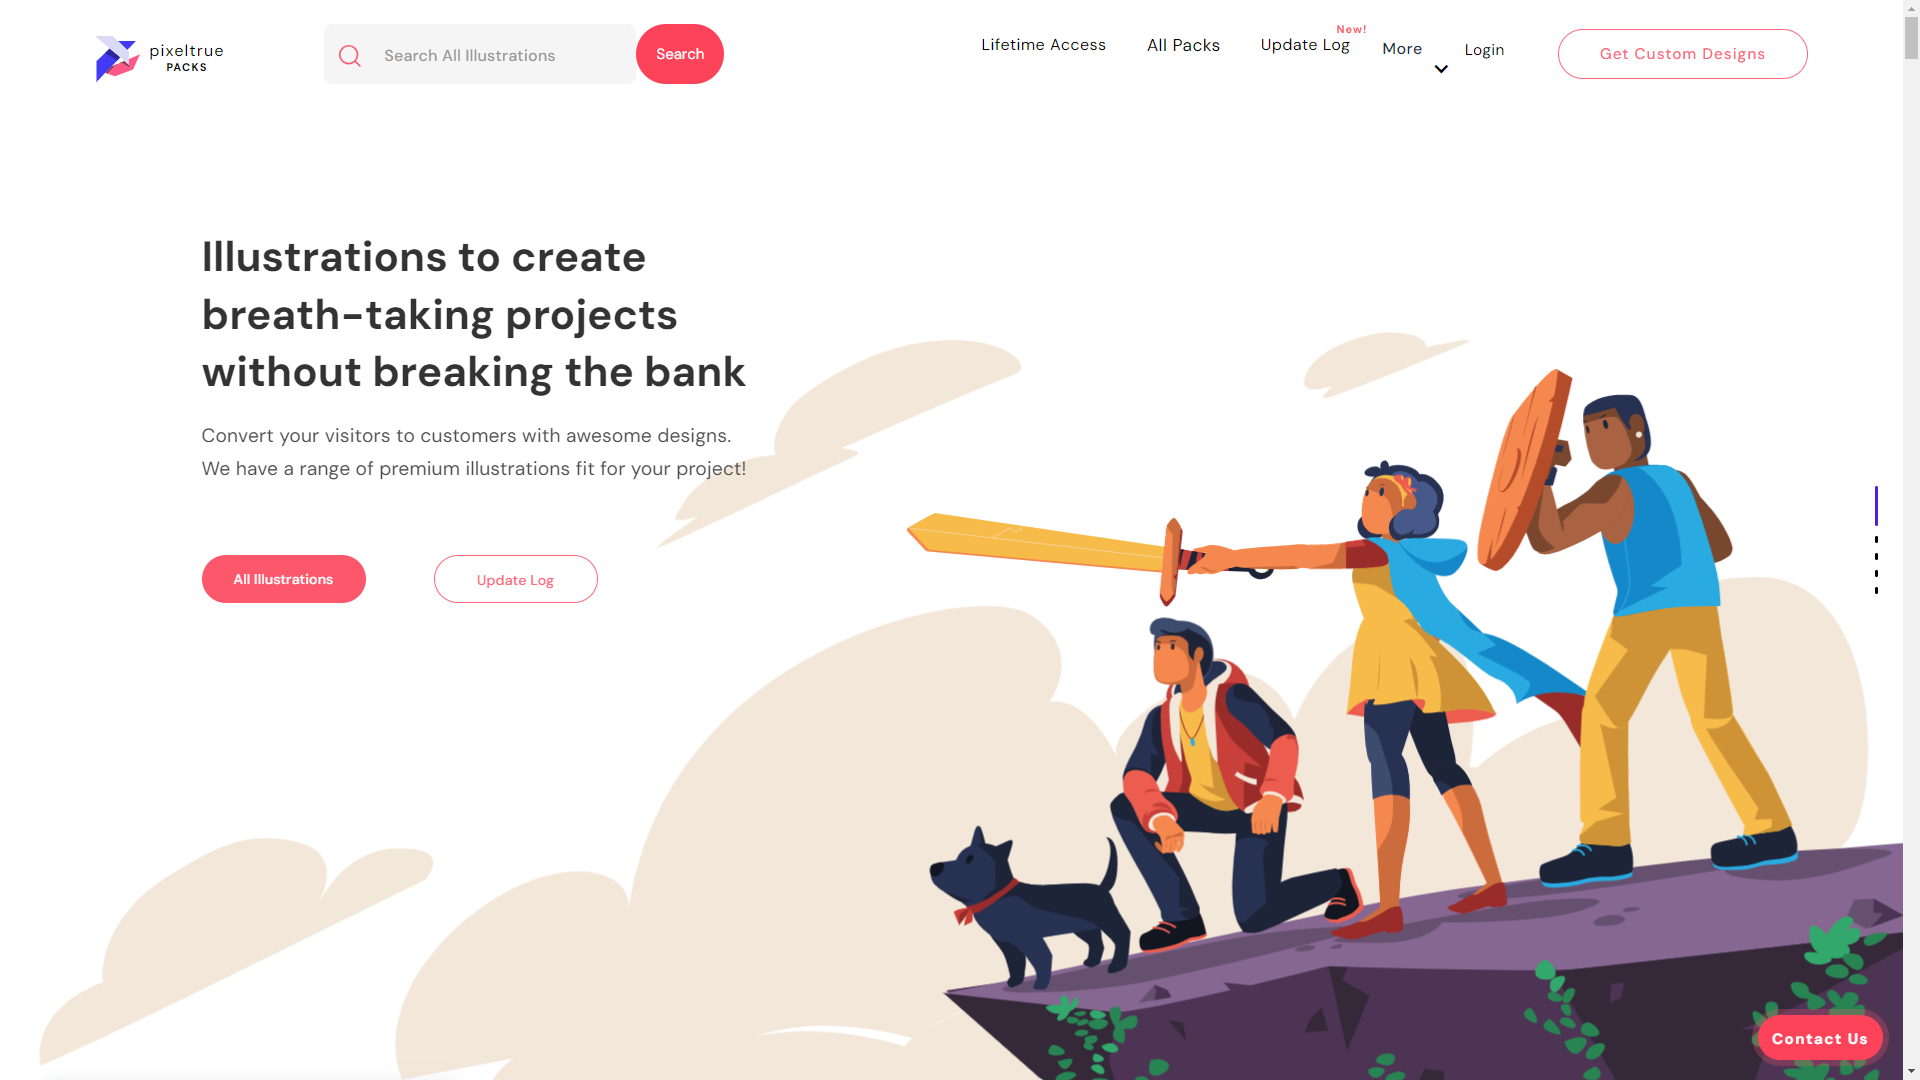 pixeltrue
PACKS
Search All Illustrations
Search
Lifetime Access
All Packs
New!
Update Log
More
Login
Get Custom Designs
Illustrations to create
breath-taking projects
without breaking the bank
Convert your visitors to customers with awesome designs.
We have a range of premium illustrations fit for your project!
All Illustrations
Update Log
Contact Us